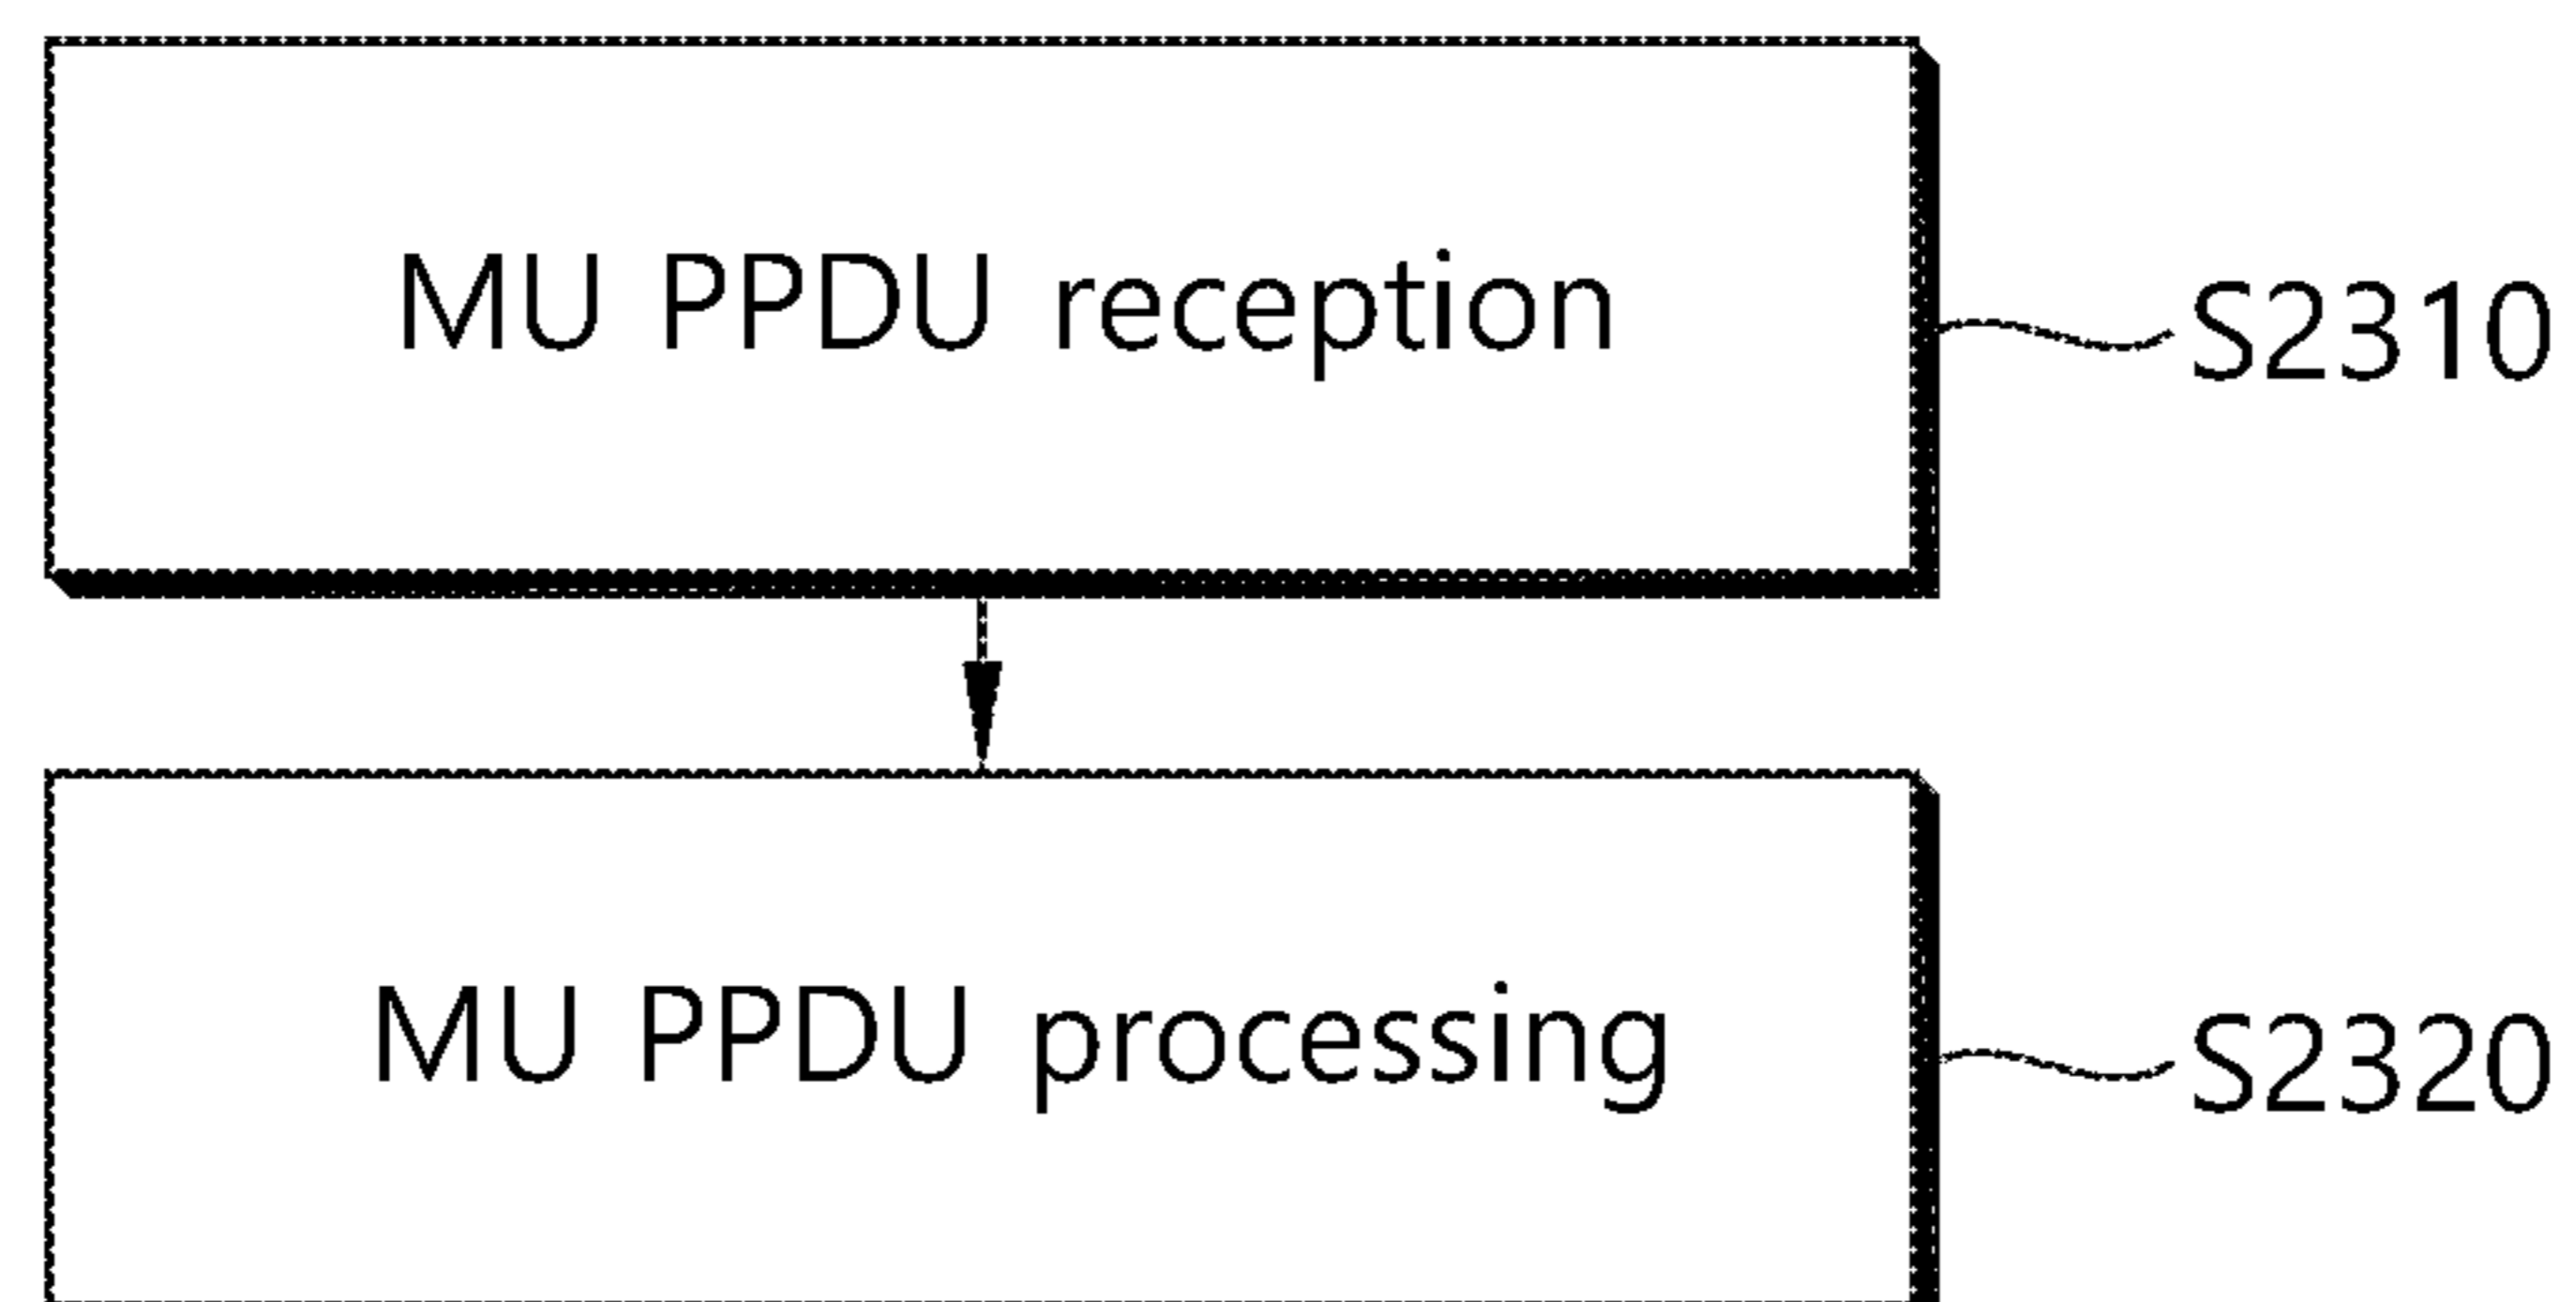 MU PPDU reception
S2310
MU PPDU processing
S2320